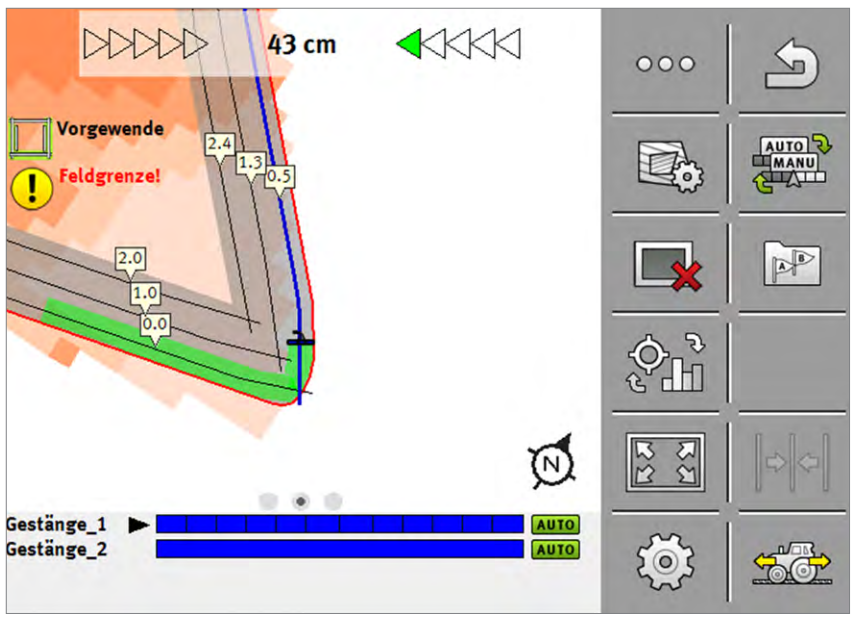 43 cm
Vorgewende
Feldgrenze!
2.4
1.3
0.5
2.0
1.0
0.0
N
Gestänge_1
AUTO
Gestänge_2
AUTO
AUTO
MANU
A
B